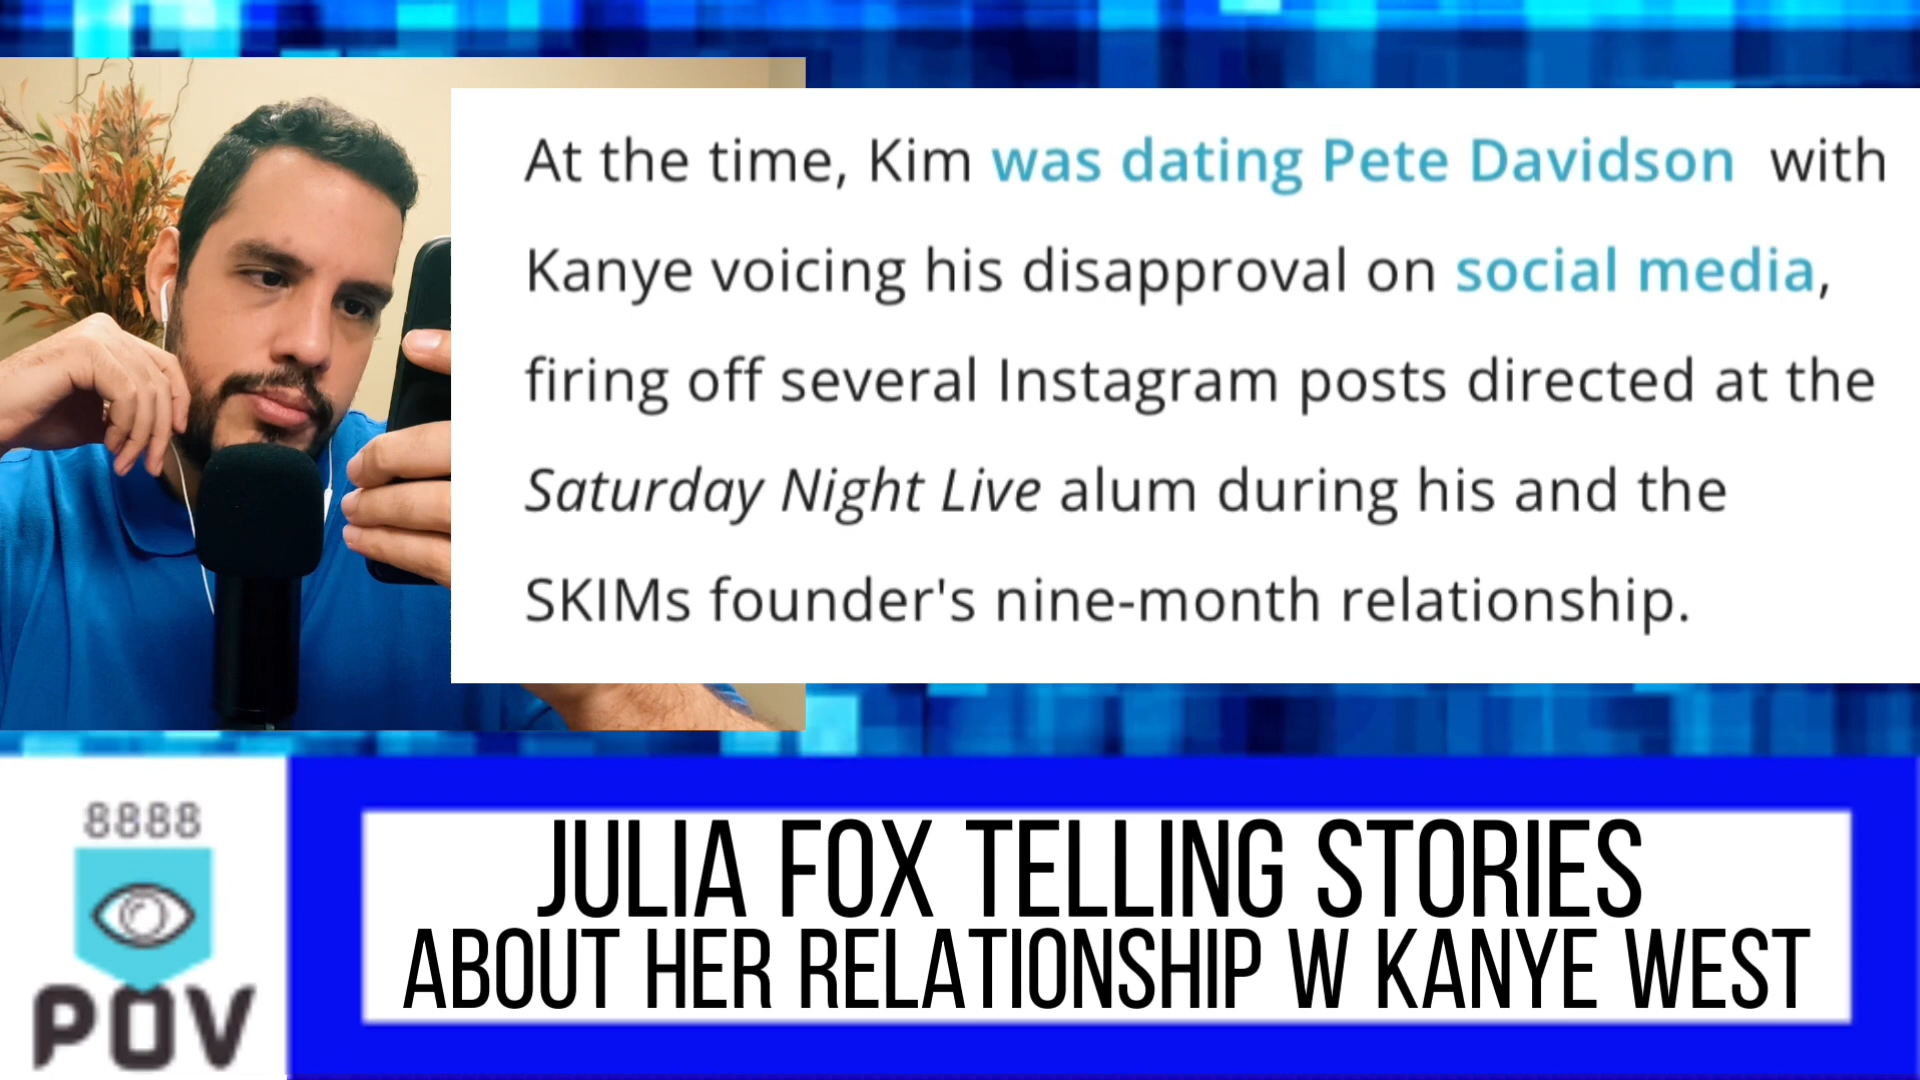 At the time, Kim was dating Pete Davidson with
Kanye voicing his disapproval on social media,
firing off several Instagram posts directed at the
Saturday Night Live alum during his and the
SKIMs founder's nine-month relationship.
8888
POV
JULIA FOX TELLING STORIES
ABOUT HER RELATIONSHIP W KANYE WEST